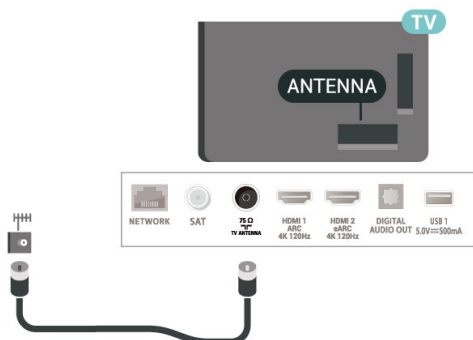 TV
ANTENNA
NETWORK
SAT
75 Ω
TV ANTENNA
HDMI 1
ARC
4K 120Hz
HDMI 2
eARC
4K 120Hz
DIGITAL
AUDIO OUT
USB 1
5.0V⎓500mA